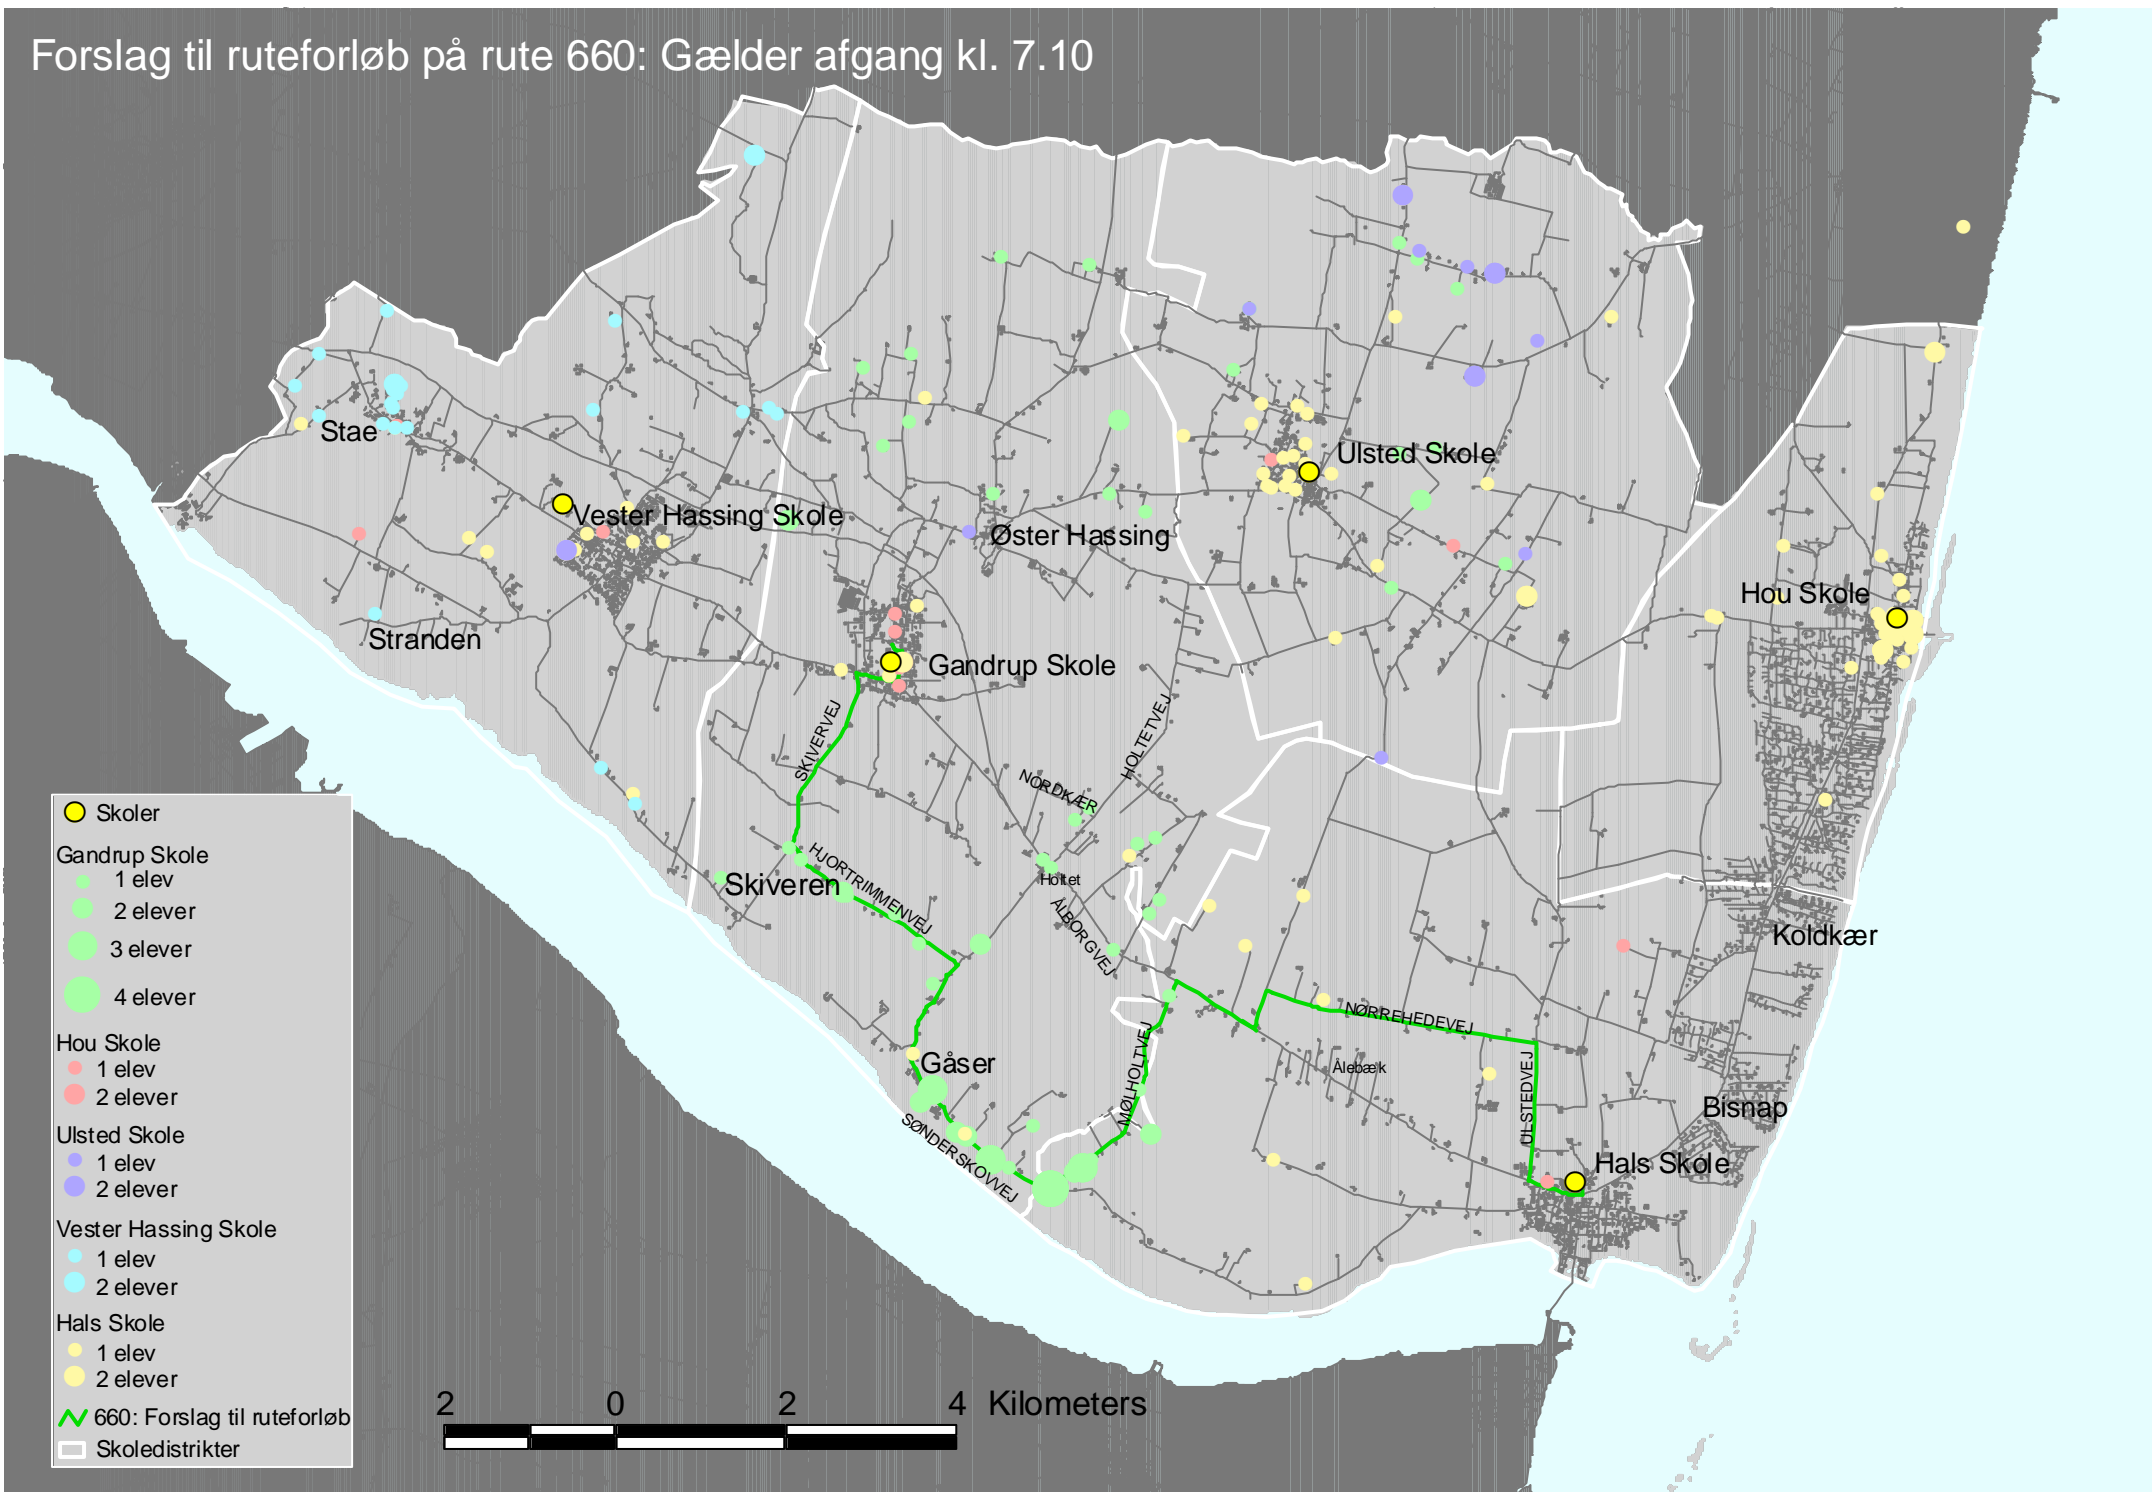 Forslag til ruteforløb på rute 660: Gælder afgang kl. 7.10
Stae
Ulsted Skole
Vester Hassing Skole
Øster Hassing
Hou Skole
Stranden
Gandrup Skole
SKIVERVEJ
HOLTETVEJ
NORDKÆR
HJORTRIMMENVEJ
Skiveren
Holtet
ÅLBORGVEJ
Koldkær
NØRREHEDEVEJ
Gåser
MØLHOLTVEJ
Ålebæk
ULSTEDVEJ
Bisnap
SØNDERSKOVVEJ
Hals Skole
Skoler
Gandrup Skole
1 elev
2 elever
3 elever
4 elever
Hou Skole
1 elev
2 elever
Ulsted Skole
1 elev
2 elever
Vester Hassing Skole
1 elev
2 elever
Hals Skole
1 elev
2 elever
660: Forslag til ruteforløb
Skoledistrikter
2 0 2 4 Kilometers